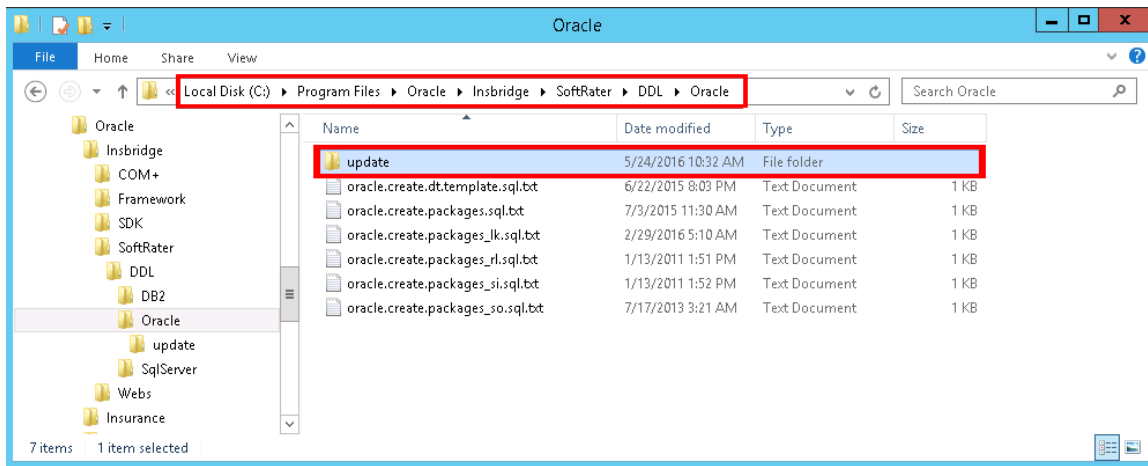 Oracle
File Home Share View
« Local Disk (C:) Program Files Oracle Insbridge SoftRater DDL Oracle Search Oracle
Oracle
Insbridge
COM+
Framework
SDK
SoftRater
DDL
DB2
Oracle
update
SqlServer
Webs
Insurance
Name Date modified Type Size
update 5/24/2016 10:32 AM File folder
oracle.create.dt.template.sql.txt 6/22/2015 8:03 PM Text Document 1 KB
oracle.create.packages.sql.txt 7/3/2015 11:30 AM Text Document 1 KB
oracle.create.packages_lk.sql.txt 2/29/2016 5:10 AM Text Document 1 KB
oracle.create.packages_rl.sql.txt 1/13/2011 1:51 PM Text Document 1 KB
oracle.create.packages_si.sql.txt 1/13/2011 1:52 PM Text Document 1 KB
oracle.create.packages_so.sql.txt 7/17/2013 3:21 AM Text Document 1 KB
7 items 1 item selected